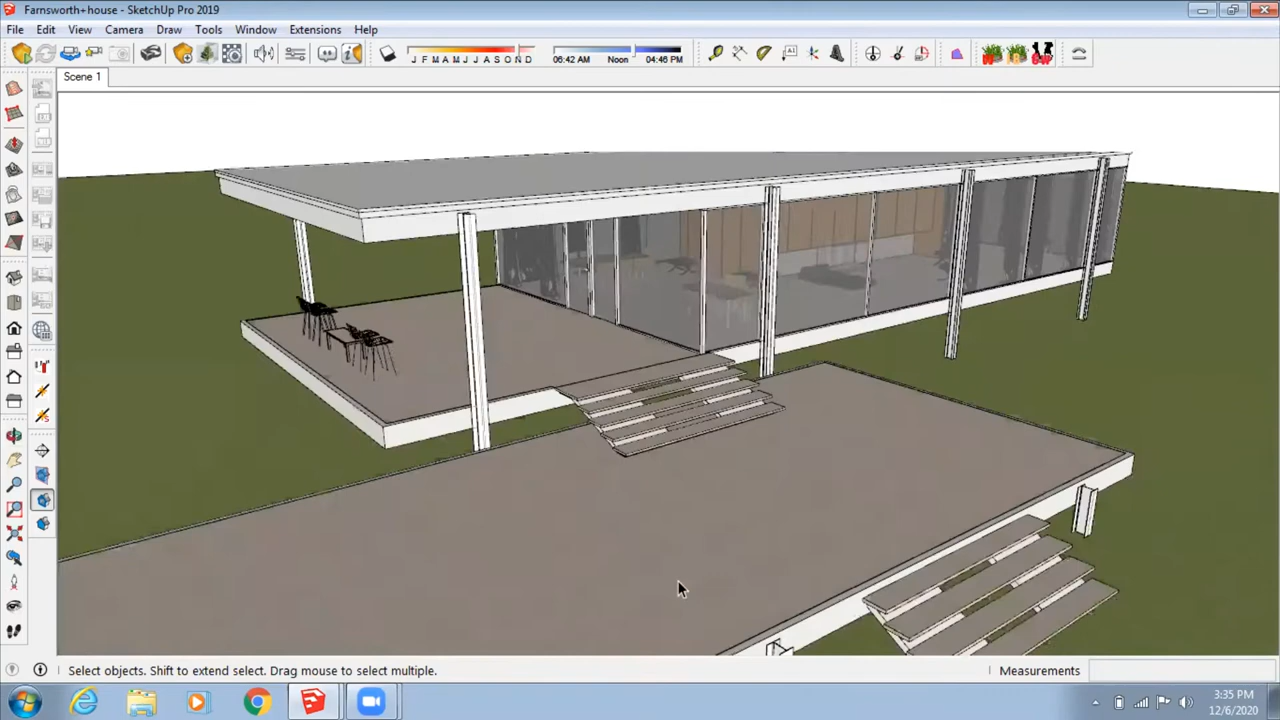 Farnsworth+house - SketchUp Pro 2019
File Edit View Camera Draw Tools Window Extensions Help
J F M A M J J A S O N D 06:42 AM Noon 04:46 PM
Scene 1
Select objects. Shift to extend select. Drag mouse to select multiple. Measurements
3:35 PM
12/6/2020